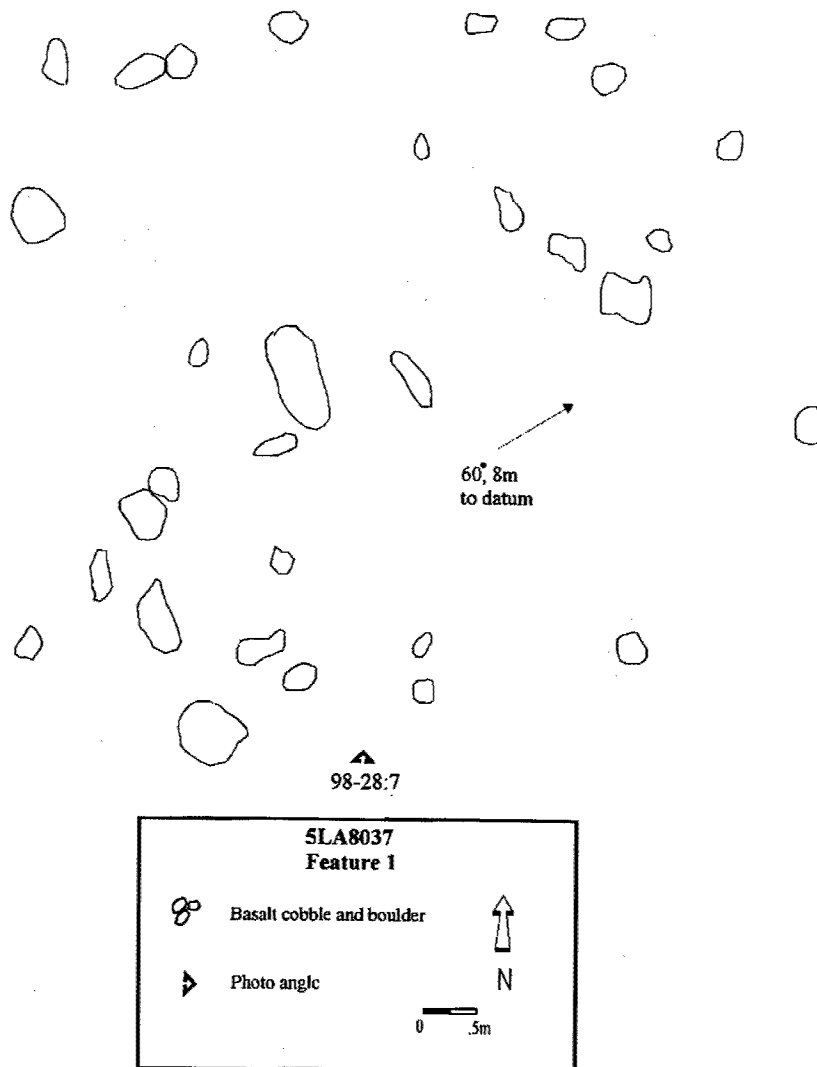 60°, 8m
to datum
98-28:7
5LA8037
Feature 1
Basalt cobble and boulder
Photo angle
N
0 .5m